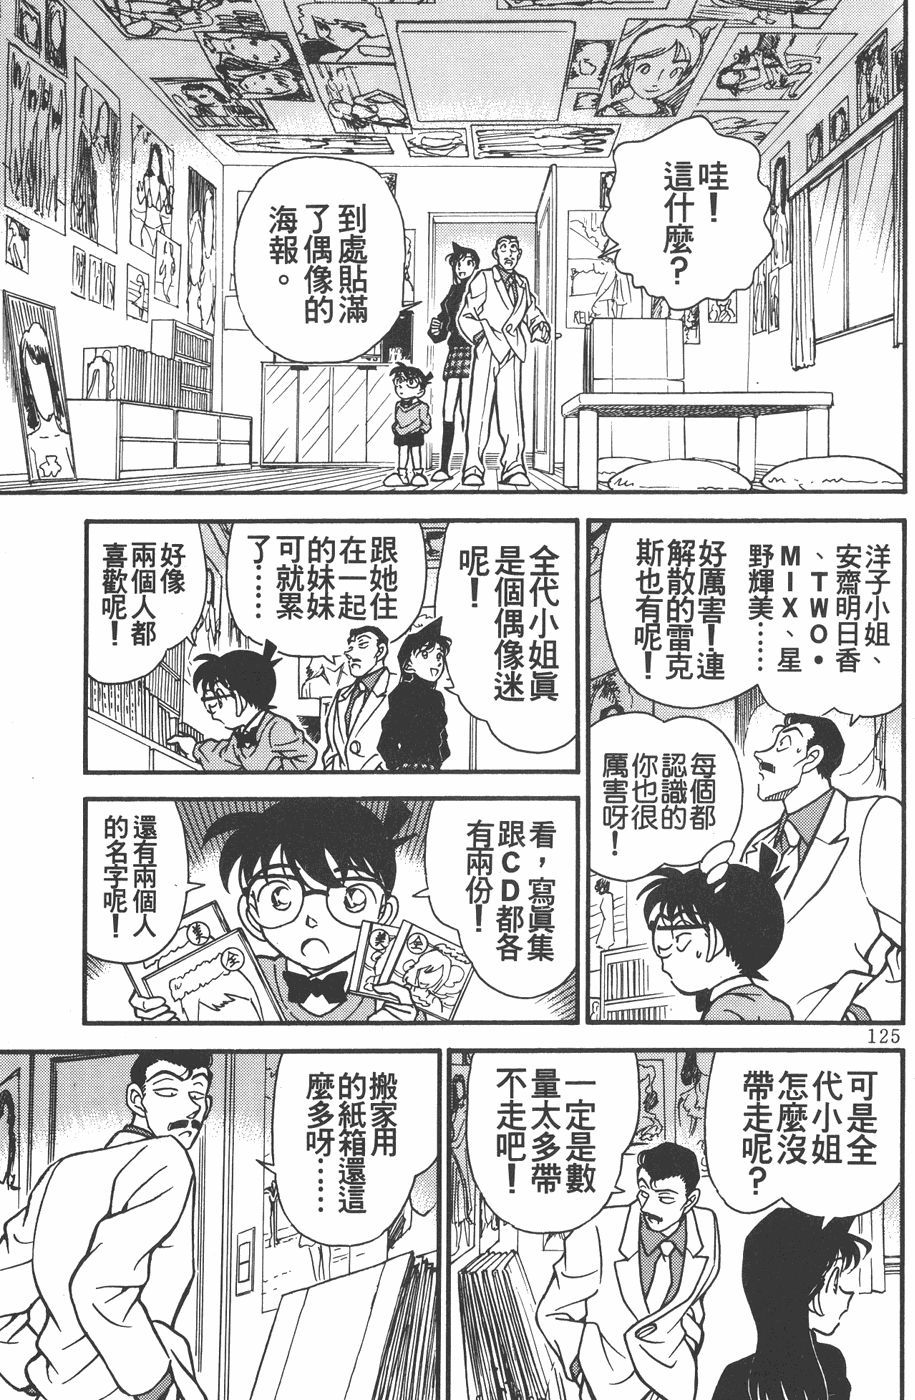 哇！
這什麼？
到處貼滿
了偶像的
海報。
洋子小姐、
安齋明日香
、TWO•
MIX、星
野輝美……
好厲害！連
解散的雷克
斯也有呢！
每個都
認識的
你也很
厲害呀！
全代小姐真
是個偶像迷
呢！
跟她住
在一起
的妹妹
可就累
了……
好像
兩個人都
喜歡呢！
看，寫真集
跟CD都各
有兩份！
還有兩個人
的名字呢！
美
全
美
全
125
可是全
代小姐
怎麼沒
帶走呢？
一定是數
量太多帶
不走吧！
搬家用
的紙箱還這
麼多呀……